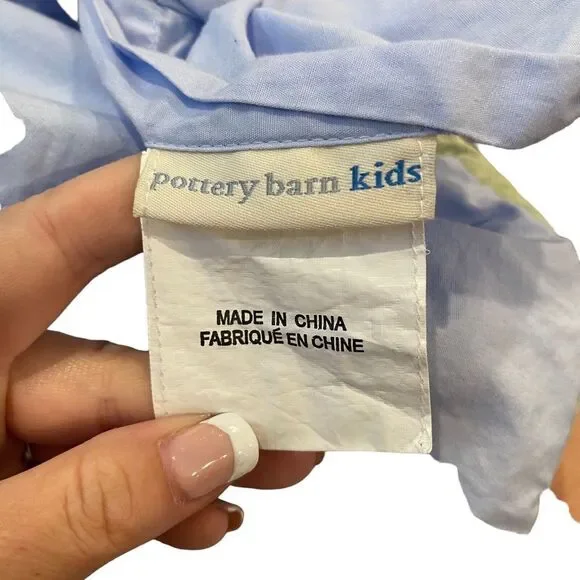 pottery barn kids
MADE IN CHINA
FABRIQUÉ EN CHINE